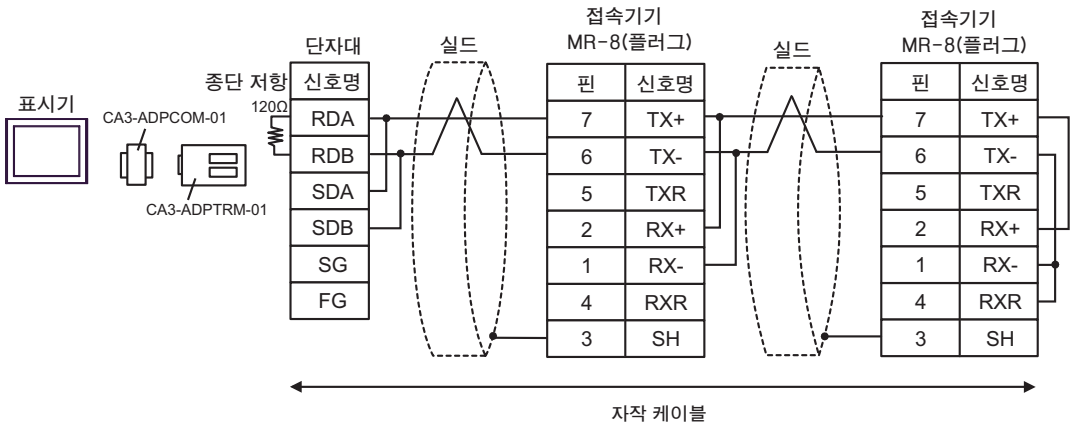 표시기
CA3-ADPCOM-01
CA3-ADPTRM-01
종단 저항
120Ω
단자대
신호명
RDA
RDB
SDA
SDB
SG
FG
실드
접속기기
MR-8(플러그)
핀 신호명
7 TX+
6 TX-
5 TXR
2 RX+
1 RX-
4 RXR
3 SH
실드
접속기기
MR-8(플러그)
핀 신호명
7 TX+
6 TX-
5 TXR
2 RX+
1 RX-
4 RXR
3 SH
자작 케이블